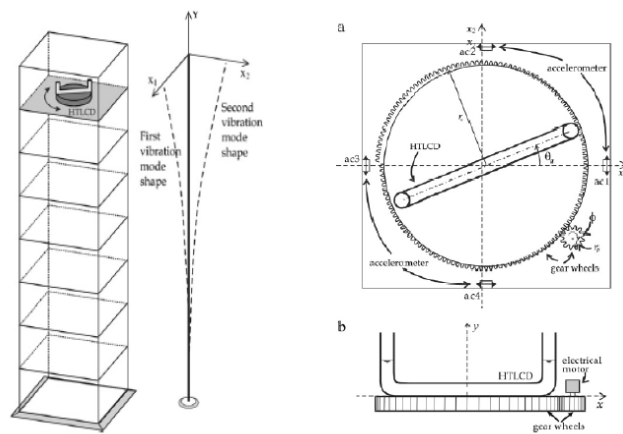 Y
x₁
x₂
HTLCD
First
vibration
mode
shape
Second
vibration
mode
shape
a
x₂
ac2
accelerometer
HTLCD
r
θ
ac3
ac1
x
ϕ
gear wheels
accelerometer
ac4
b
y
HTLCD
electrical
motor
x
gear wheels